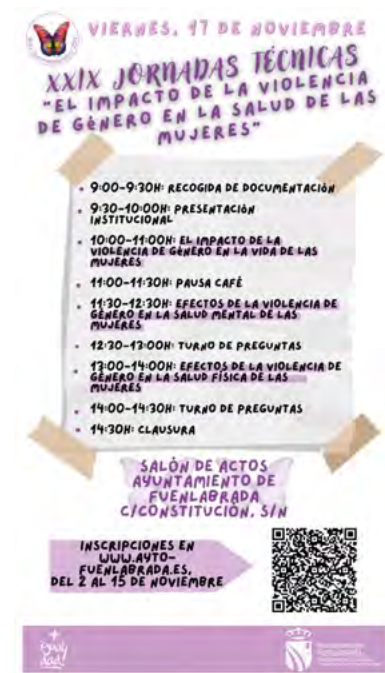 VIERNES, 17 DE NOVIEMBRE
XXIX JORNADAS TÉCNICAS
"EL IMPACTO DE LA VIOLENCIA
DE GÉNERO EN LA SALUD DE LAS
MUJERES"
• 9:00-9:30H: RECOGIDA DE DOCUMENTACIÓN
• 9:30-10:00H: PRESENTACIÓN
INSTITUCIONAL
• 10:00-11:00H: EL IMPACTO DE LA
VIOLENCIA DE GÉNERO EN LA VIDA DE LAS
MUJERES
• 11:00-11:30H: PAUSA CAFÉ
• 11:30-12:30H: EFECTOS DE LA VIOLENCIA DE
GÉNERO EN LA SALUD MENTAL DE LAS
MUJERES
• 12:30-13:00H: TURNO DE PREGUNTAS
• 13:00-14:00H: EFECTOS DE LA VIOLENCIA DE
GÉNERO EN LA SALUD FÍSICA DE LAS
MUJERES
• 14:00-14:30H: TURNO DE PREGUNTAS
• 14:30H: CLAUSURA
SALÓN DE ACTOS
AYUNTAMIENTO DE
FUENLABRADA
C/CONSTITUCIÓN, S/N
INSCRIPCIONES EN
WWW.AYTO-
FUENLABRADA.ES,
DEL 2 AL 15 DE NOVIEMBRE
igual
dad!